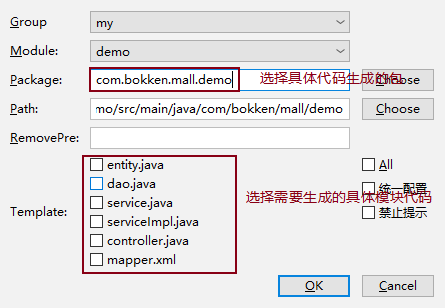 Group
my
Module:
demo
Package:
com.bokken.mall.demo
选择具体代码生成的包
Choose
Path:
mo/src/main/java/com/bokken/mall/demo
Choose
RemovePre:
Template:
entity.java
dao.java
service.java
serviceImpl.java
controller.java
mapper.xml
选择需要生成的具体模块代码
All
统一配置
禁止提示
OK
Cancel